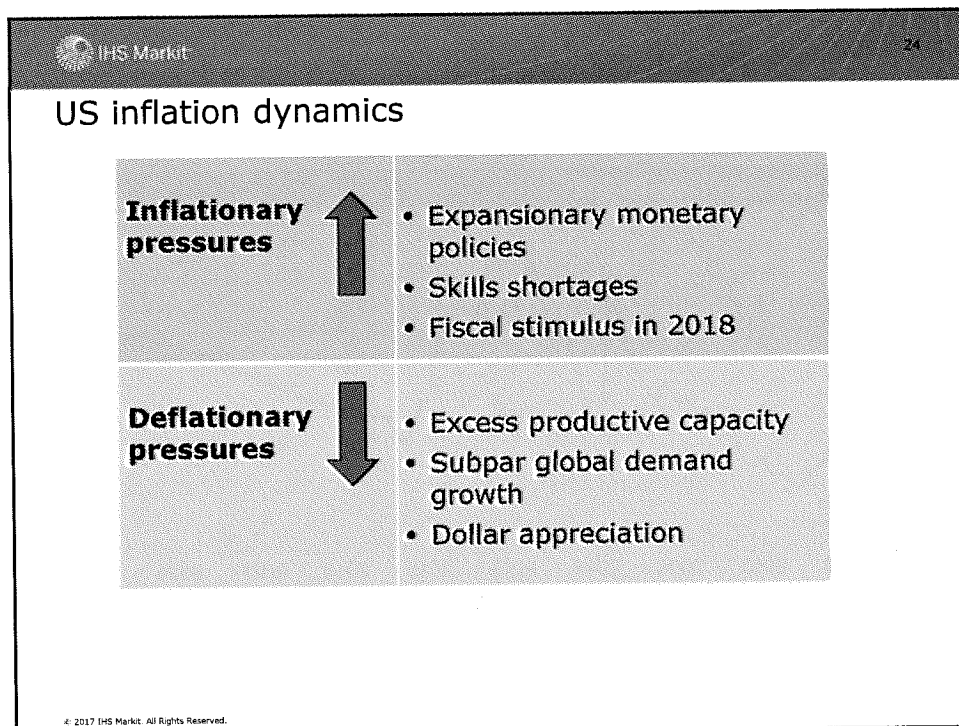 IHS Markit
24
US inflation dynamics
Inflationary
pressures
• Expansionary monetary
policies
• Skills shortages
• Fiscal stimulus in 2018
Deflationary
pressures
• Excess productive capacity
• Subpar global demand
growth
• Dollar appreciation
© 2017 IHS Markit. All Rights Reserved.